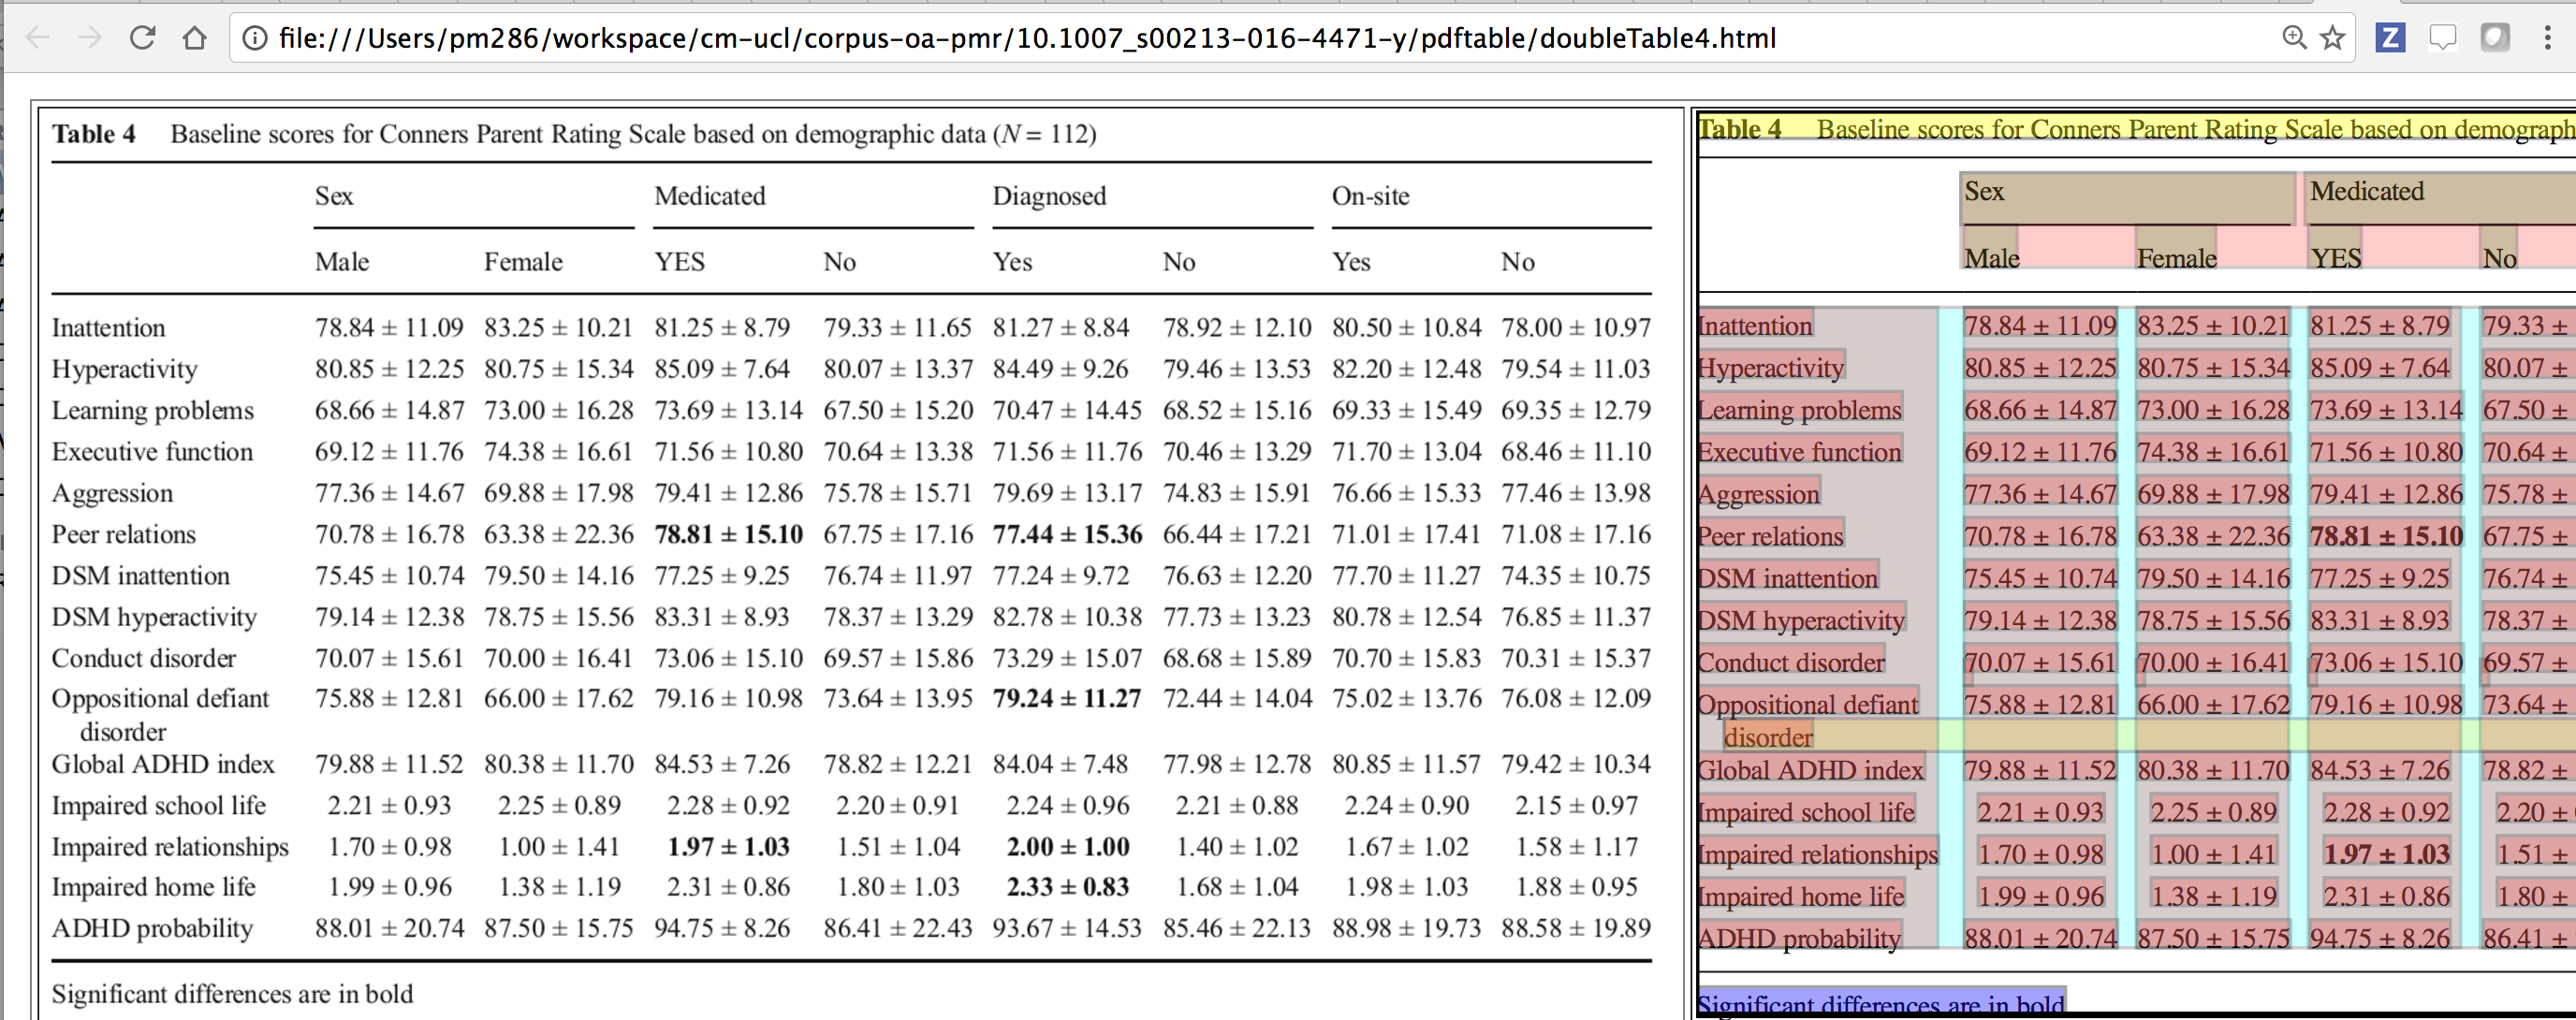 file:///Users/pm286/workspace/cm-ucl/corpus-oa-pmr/10.1007_s00213-016-4471-y/pdftable/doubleTable4.html
Z
Table 4 Baseline scores for Conners Parent Rating Scale based on demographic data (N = 112)
Sex Medicated Diagnosed On-site
Male Female YES No Yes No Yes No
Inattention 78.84 ± 11.09 83.25 ± 10.21 81.25 ± 8.79 79.33 ± 11.65 81.27 ± 8.84 78.92 ± 12.10 80.50 ± 10.84 78.00 ± 10.97
Hyperactivity 80.85 ± 12.25 80.75 ± 15.34 85.09 ± 7.64 80.07 ± 13.37 84.49 ± 9.26 79.46 ± 13.53 82.20 ± 12.48 79.54 ± 11.03
Learning problems 68.66 ± 14.87 73.00 ± 16.28 73.69 ± 13.14 67.50 ± 15.20 70.47 ± 14.45 68.52 ± 15.16 69.33 ± 15.49 69.35 ± 12.79
Executive function 69.12 ± 11.76 74.38 ± 16.61 71.56 ± 10.80 70.64 ± 13.38 71.56 ± 11.76 70.46 ± 13.29 71.70 ± 13.04 68.46 ± 11.10
Aggression 77.36 ± 14.67 69.88 ± 17.98 79.41 ± 12.86 75.78 ± 15.71 79.69 ± 13.17 74.83 ± 15.91 76.66 ± 15.33 77.46 ± 13.98
Peer relations 70.78 ± 16.78 63.38 ± 22.36 78.81 ± 15.10 67.75 ± 17.16 77.44 ± 15.36 66.44 ± 17.21 71.01 ± 17.41 71.08 ± 17.16
DSM inattention 75.45 ± 10.74 79.50 ± 14.16 77.25 ± 9.25 76.74 ± 11.97 77.24 ± 9.72 76.63 ± 12.20 77.70 ± 11.27 74.35 ± 10.75
DSM hyperactivity 79.14 ± 12.38 78.75 ± 15.56 83.31 ± 8.93 78.37 ± 13.29 82.78 ± 10.38 77.73 ± 13.23 80.78 ± 12.54 76.85 ± 11.37
Conduct disorder 70.07 ± 15.61 70.00 ± 16.41 73.06 ± 15.10 69.57 ± 15.86 73.29 ± 15.07 68.68 ± 15.89 70.70 ± 15.83 70.31 ± 15.37
Oppositional defiant 75.88 ± 12.81 66.00 ± 17.62 79.16 ± 10.98 73.64 ± 13.95 79.24 ± 11.27 72.44 ± 14.04 75.02 ± 13.76 76.08 ± 12.09
disorder
Global ADHD index 79.88 ± 11.52 80.38 ± 11.70 84.53 ± 7.26 78.82 ± 12.21 84.04 ± 7.48 77.98 ± 12.78 80.85 ± 11.57 79.42 ± 10.34
Impaired school life 2.21 ± 0.93 2.25 ± 0.89 2.28 ± 0.92 2.20 ± 0.91 2.24 ± 0.96 2.21 ± 0.88 2.24 ± 0.90 2.15 ± 0.97
Impaired relationships 1.70 ± 0.98 1.00 ± 1.41 1.97 ± 1.03 1.51 ± 1.04 2.00 ± 1.00 1.40 ± 1.02 1.67 ± 1.02 1.58 ± 1.17
Impaired home life 1.99 ± 0.96 1.38 ± 1.19 2.31 ± 0.86 1.80 ± 1.03 2.33 ± 0.83 1.68 ± 1.04 1.98 ± 1.03 1.88 ± 0.95
ADHD probability 88.01 ± 20.74 87.50 ± 15.75 94.75 ± 8.26 86.41 ± 22.43 93.67 ± 14.53 85.46 ± 22.13 88.98 ± 19.73 88.58 ± 19.89
Significant differences are in bold
Table 4 Baseline scores for Conners Parent Rating Scale based on demograph
Sex Medicated
Male Female YES No
Inattention 78.84 ± 11.09 83.25 ± 10.21 81.25 ± 8.79 79.33 ±
Hyperactivity 80.85 ± 12.25 80.75 ± 15.34 85.09 ± 7.64 80.07 ±
Learning problems 68.66 ± 14.87 73.00 ± 16.28 73.69 ± 13.14 67.50 ±
Executive function 69.12 ± 11.76 74.38 ± 16.61 71.56 ± 10.80 70.64 ±
Aggression 77.36 ± 14.67 69.88 ± 17.98 79.41 ± 12.86 75.78 ±
Peer relations 70.78 ± 16.78 63.38 ± 22.36 78.81 ± 15.10 67.75 ±
DSM inattention 75.45 ± 10.74 79.50 ± 14.16 77.25 ± 9.25 76.74 ±
DSM hyperactivity 79.14 ± 12.38 78.75 ± 15.56 83.31 ± 8.93 78.37 ±
Conduct disorder 70.07 ± 15.61 70.00 ± 16.41 73.06 ± 15.10 69.57 ±
Oppositional defiant 75.88 ± 12.81 66.00 ± 17.62 79.16 ± 10.98 73.64 ±
disorder
Global ADHD index 79.88 ± 11.52 80.38 ± 11.70 84.53 ± 7.26 78.82 ±
Impaired school life 2.21 ± 0.93 2.25 ± 0.89 2.28 ± 0.92 2.20 ±
Impaired relationships 1.70 ± 0.98 1.00 ± 1.41 1.97 ± 1.03 1.51 ±
Impaired home life 1.99 ± 0.96 1.38 ± 1.19 2.31 ± 0.86 1.80 ±
ADHD probability 88.01 ± 20.74 87.50 ± 15.75 94.75 ± 8.26 86.41 ±
Significant differences are in bold